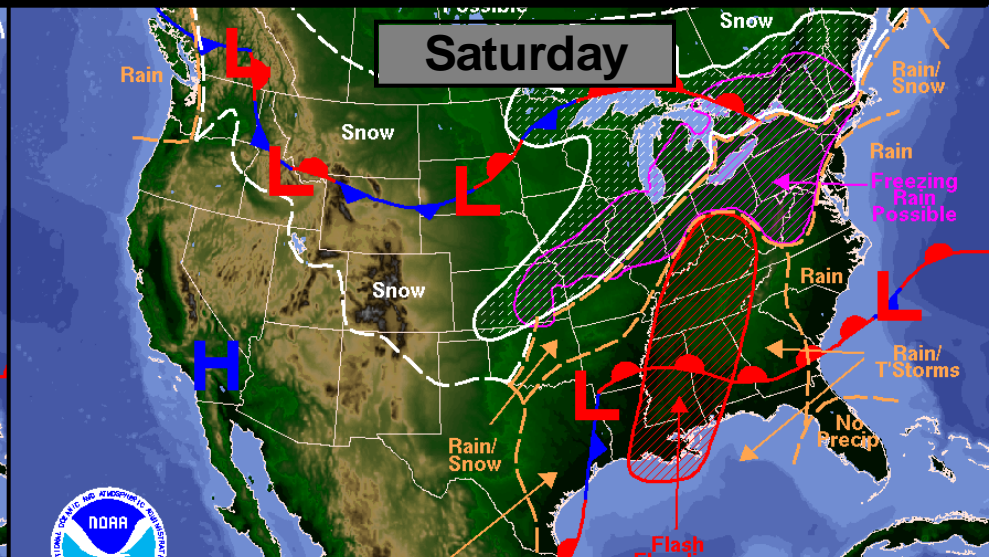 Possible
Saturday
Snow
Rain
L
Rain/
Snow
Snow
Rain
L
L
Freezing
Rain
Possible
Rain
Snow
L
H
Rain/
T'Storms
L
No
Precip
Rain/
Snow
Flash
NOAA